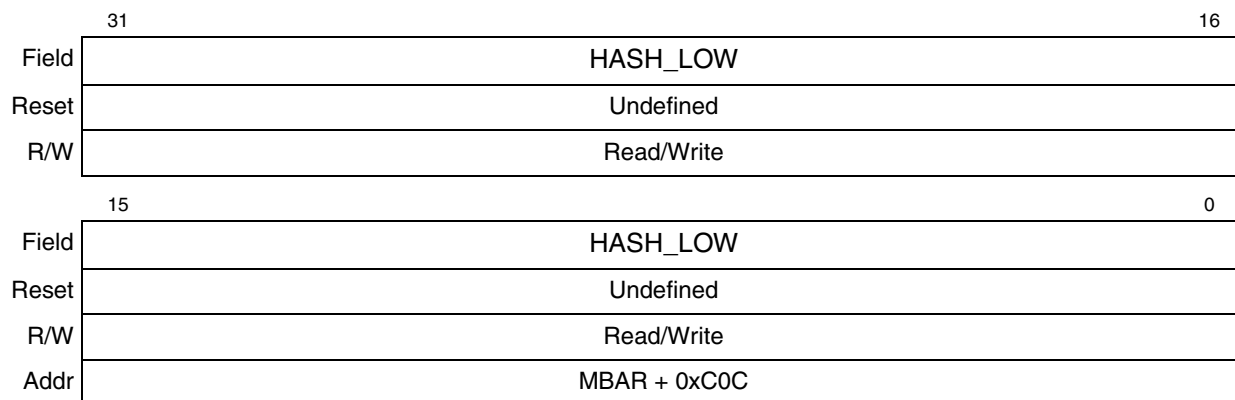 31 16
Field HASH_LOW
Reset Undefined
R/W Read/Write
15 0
Field HASH_LOW
Reset Undefined
R/W Read/Write
Addr MBAR + 0xC0C